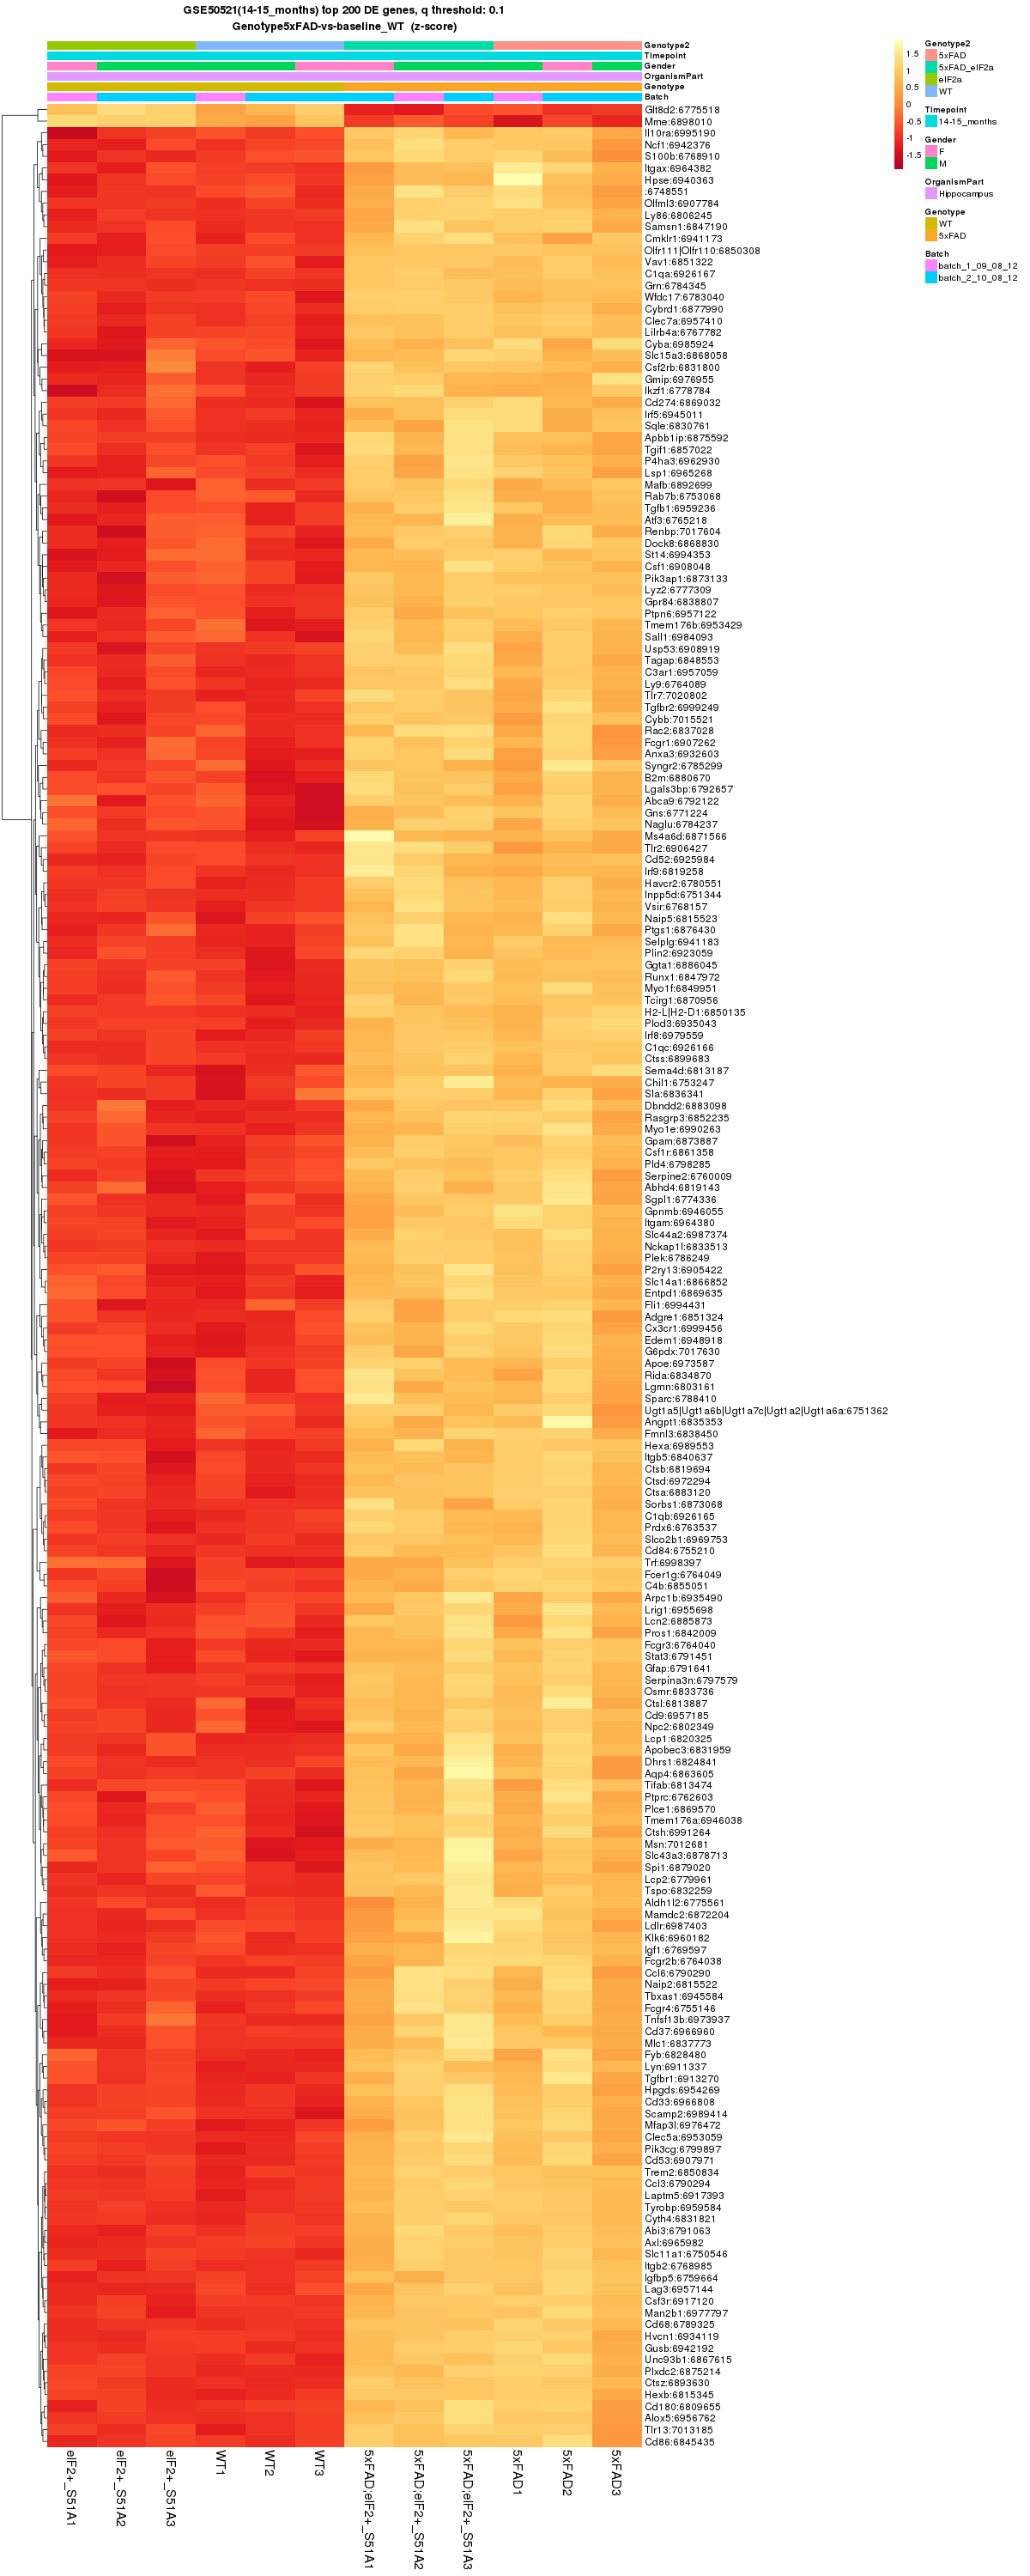 GSE50521(14-15_months) top 200 DE genes, q threshold: 0.1
Genotype5xFAD-vs-baseline_WT (z-score)
Genotype2
Timepoint
Gender
OrganismPart
Genotype
Batch
1.5
1
0.5
0
-0.5
-1
-1.5
Genotype2
5xFAD
5xFAD_eIF2a
eIF2a
WT
Timepoint
14-15_months
Gender
F
M
OrganismPart
Hippocampus
Genotype
WT
5xFAD
Batch
batch_1_09_08_12
batch_2_10_08_12
Glt8d2:6775518
Mme:6898010
Il10ra:6995190
Ncf1:6942376
S100b:6768910
Itgax:6964382
Hpse:6940363
:6748551
Olfml3:6907784
Ly86:6806245
Samsn1:6847190
Cmklr1:6941173
Olfr111|Olfr110:6850308
Vav1:6851322
C1qa:6926167
Grn:6784345
Wfdc17:6783040
Cybrd1:6877990
Clec7a:6957410
Lilrb4a:6767782
Cyba:6985924
Slc15a3:6868058
Csf2rb:6831800
Gmip:6976955
Ikzf1:6778784
Cd274:6869032
Irf5:6945011
Sqle:6830761
Apbb1ip:6875592
Tgif1:6857022
P4ha3:6962930
Lsp1:6965268
Mafb:6892699
Rab7b:6753068
Tgfb1:6959236
Atf3:6765218
Renbp:7017604
Dock8:6868830
St14:6994353
Csf1:6908048
Pik3ap1:6873133
Lyz2:6777309
Gpr84:6838807
Ptpn6:6957122
Tmem176b:6953429
Sall1:6984093
Usp53:6908919
Tagap:6848553
C3ar1:6957059
Ly9:6764089
Tlr7:7020802
Tgfbr2:6999249
Cybb:7015521
Rac2:6837028
Fcgr1:6907262
Anxa3:6932603
Syngr2:6785299
B2m:6880670
Lgals3bp:6792657
Abca9:6792122
Gns:6771224
Naglu:6784237
Ms4a6d:6871566
Tlr2:6906427
Cd52:6925984
Irf9:6819258
Havcr2:6780551
Inpp5d:6751344
Vsir:6768157
Naip5:6815523
Ptgs1:6876430
Selplg:6941183
Plin2:6923059
Ggta1:6886045
Runx1:6847972
Myo1f:6849951
Tcirg1:6870956
H2-L|H2-D1:6850135
Plod3:6935043
Irf8:6979559
C1qc:6926166
Ctss:6899683
Sema4d:6813187
Chil1:6753247
Sla:6836341
Dbndd2:6883098
Rasgrp3:6852235
Myo1e:6990263
Gpam:6873887
Csf1r:6861358
Pld4:6798285
Serpine2:6760009
Abhd4:6819143
Sgpl1:6774336
Gpnmb:6946055
Itgam:6964380
Slc44a2:6987374
Nckap1l:6833513
Plek:6786249
P2ry13:6905422
Slc14a1:6866852
Entpd1:6869635
Fli1:6994431
Adgre1:6851324
Cx3cr1:6999456
Edem1:6948918
G6pdx:7017630
Apoe:6973587
Rida:6834870
Lgmn:6803161
Sparc:6788410
Ugt1a5|Ugt1a6b|Ugt1a7c|Ugt1a2|Ugt1a6a:6751362
Angpt1:6835353
Fmnl3:6838450
Hexa:6989553
Itgb5:6840637
Ctsb:6819694
Ctsd:6972294
Ctsa:6883120
Sorbs1:6873068
C1qb:6926165
Prdx6:6763537
Slco2b1:6969753
Cd84:6755210
Trf:6998397
Fcer1g:6764049
C4b:6855051
Arpc1b:6935490
Lrig1:6955698
Lcn2:6885873
Pros1:6842009
Fcgr3:6764040
Stat3:6791451
Gfap:6791641
Serpina3n:6797579
Osmr:6833736
Ctsl:6813887
Cd9:6957185
Npc2:6802349
Lcp1:6820325
Apobec3:6831959
Dhrs1:6824841
Aqp4:6863605
Tifab:6813474
Ptprc:6762603
Plce1:6869570
Tmem176a:6946038
Ctsh:6991264
Msn:7012681
Slc43a3:6878713
Spi1:6879020
Lcp2:6779961
Tspo:6832259
Aldh1l2:6775561
Mamdc2:6872204
Ldlr:6987403
Klk6:6960182
Igf1:6769597
Fcgr2b:6764038
Ccl6:6790290
Naip2:6815522
Tbxas1:6945584
Fcgr4:6755146
Tnfsf13b:6973937
Cd37:6966960
Mlc1:6837773
Fyb:6828480
Lyn:6911337
Tgfbr1:6913270
Hpgds:6954269
Cd33:6966808
Scamp2:6989414
Mfap3l:6976472
Clec5a:6953059
Pik3cg:6799897
Cd53:6907971
Trem2:6850834
Ccl3:6790294
Laptm5:6917393
Tyrobp:6959584
Cyth4:6831821
Abi3:6791063
Axl:6965982
Slc11a1:6750546
Itgb2:6768985
Igfbp5:6759664
Lag3:6957144
Csf3r:6917120
Man2b1:6977797
Cd68:6789325
Hvcn1:6934119
Gusb:6942192
Unc93b1:6867615
Plxdc2:6875214
Ctsz:6893630
Hexb:6815345
Cd180:6809655
Alox5:6956762
Tlr13:7013185
Cd86:6845435
eIF2+_S51A1
eIF2+_S51A2
eIF2+_S51A3
WT1
WT2
WT3
5xFAD;eIF2+_S51A1
5xFAD;eIF2+_S51A2
5xFAD;eIF2+_S51A3
5xFAD1
5xFAD2
5xFAD3